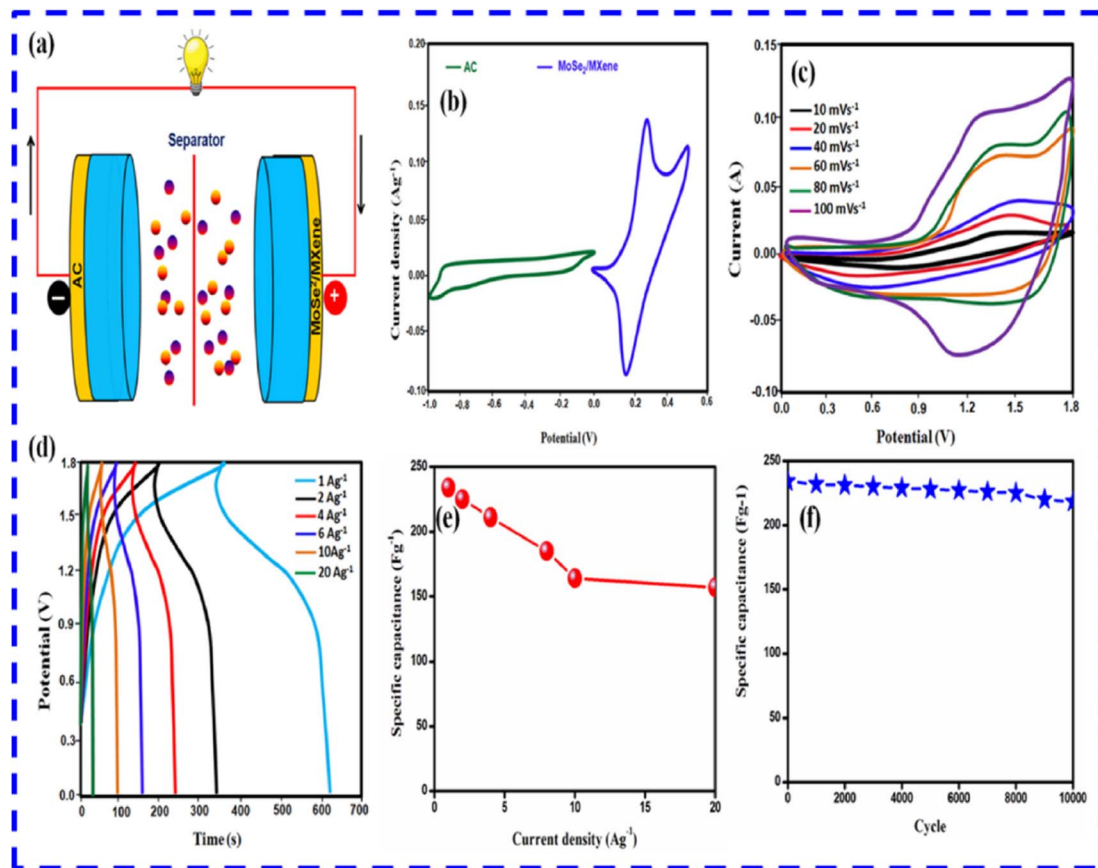 (a)
Separator
AC
MoSe²/MXene
−
+
(b)
AC
MoSe₂/MXene
Current density (Ag⁻¹)
0.20
0.15
0.10
0.05
0.00
-0.05
-0.10
-1.0 -0.8 -0.6 -0.4 -0.2 0.0 0.2 0.4 0.6
Potential (V)
(c)
10 mVs⁻¹
20 mVs⁻¹
40 mVs⁻¹
60 mVs⁻¹
80 mVs⁻¹
100 mVs⁻¹
Current (A)
0.15
0.10
0.05
0.00
-0.05
-0.10
0.0 0.3 0.6 0.9 1.2 1.5 1.8
Potential (V)
(d)
1 Ag⁻¹
2 Ag⁻¹
4 Ag⁻¹
6 Ag⁻¹
10Ag⁻¹
20 Ag⁻¹
Potential (V)
1.8
1.5
1.2
0.9
0.6
0.3
0.0
0 100 200 300 400 500 600 700
Time (s)
(e)
Specific capacitance (Fg⁻¹)
250
200
150
100
50
0
0 5 10 15 20
Current density (Ag⁻¹)
(f)
Specific capacitance (Fg-1)
250
200
150
100
50
0
0 2000 4000 6000 8000 10000
Cycle